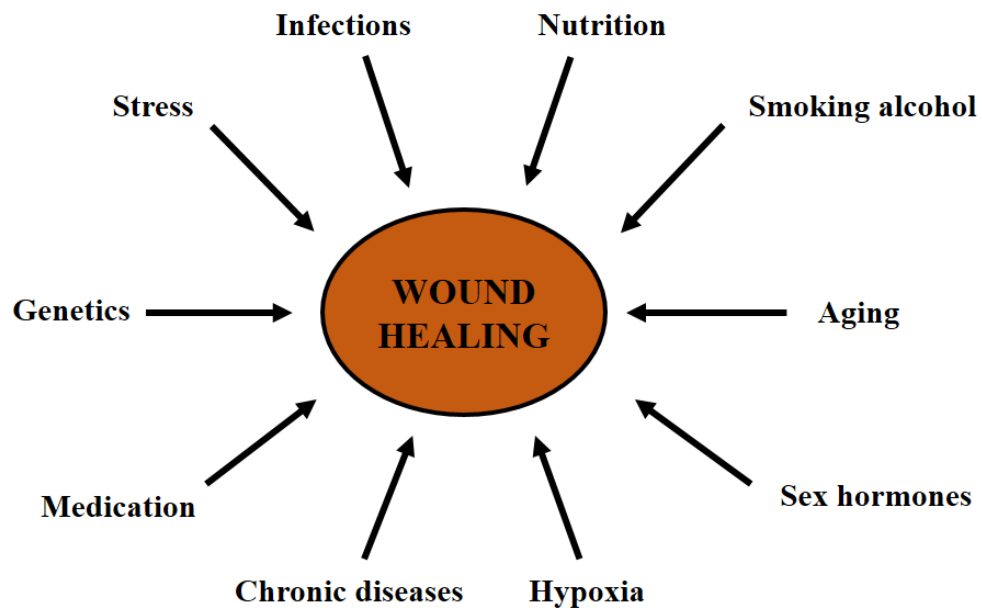 Infections
Nutrition
Stress
Smoking alcohol
WOUND
HEALING
Genetics
Aging
Medication
Sex hormones
Chronic diseases
Hypoxia